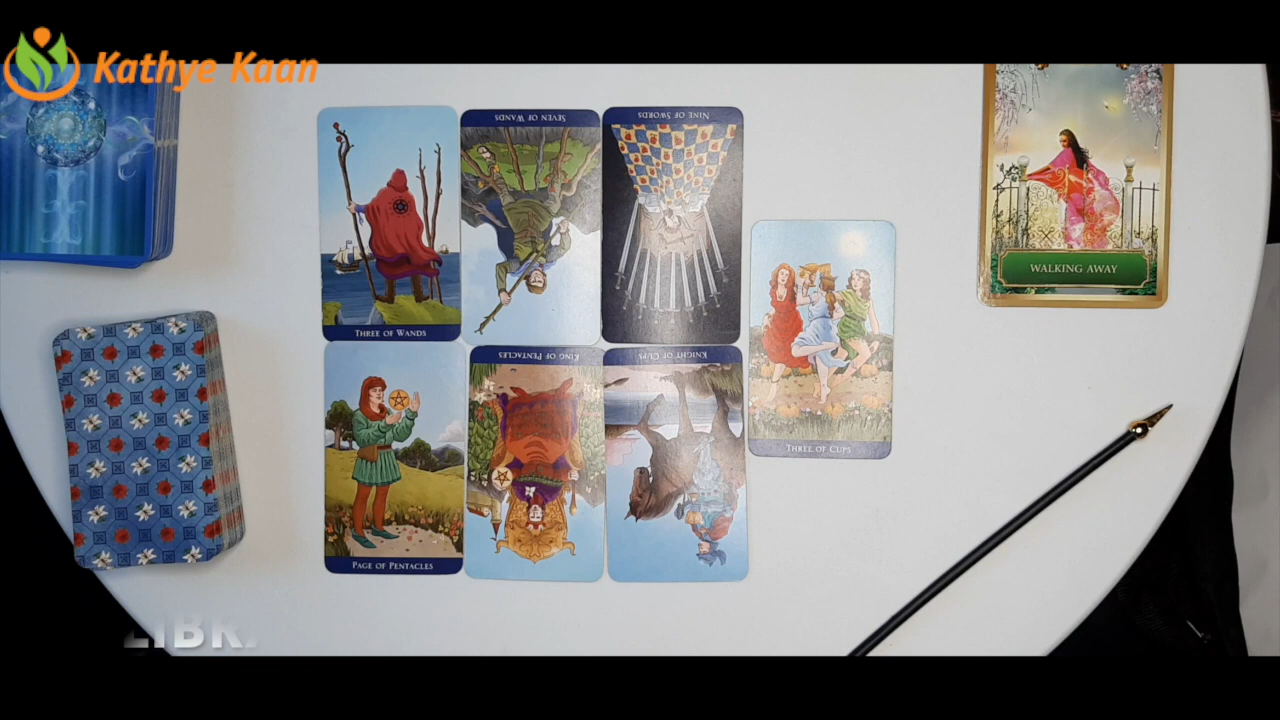 Kathye Kaan
THREE OF WANDS
SEVEN OF WANDS
NINE OF SWORDS
WALKING AWAY
THREE OF CUPS
PAGE OF PENTACLES
KING OF PENTACLES
KNIGHT OF CUPS
LIBRA